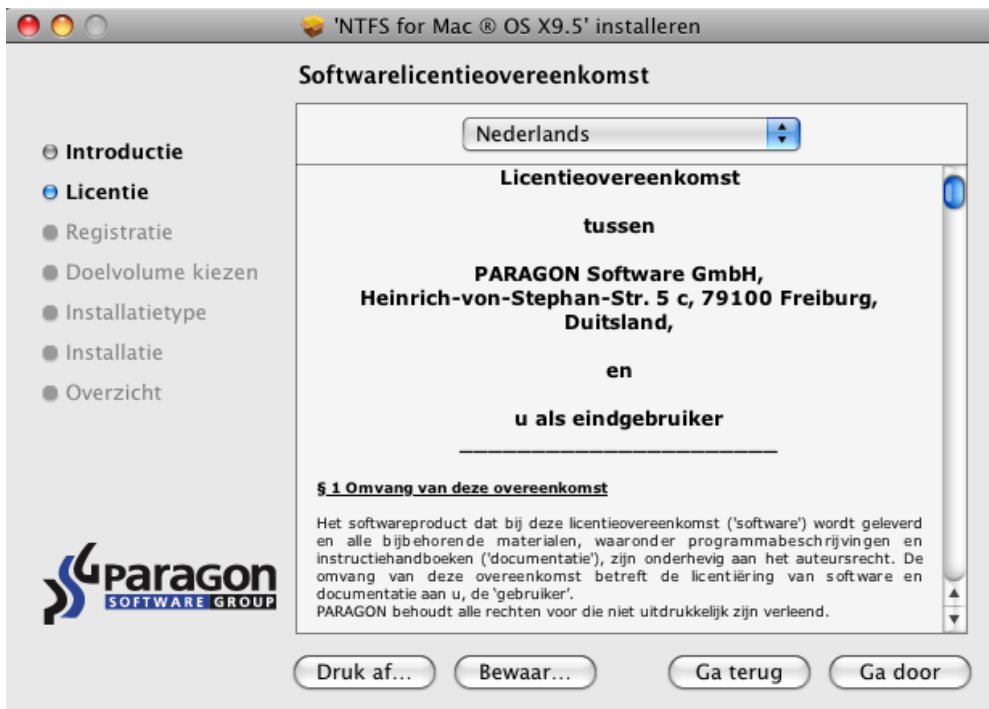 'NTFS for Mac ® OS X9.5' installeren
Softwarelicentieovereenkomst
Introductie
Licentie
Registratie
Doelvolume kiezen
Installatietype
Installatie
Overzicht
Paragon
SOFTWARE GROUP
Nederlands
Licentieovereenkomst
tussen
PARAGON Software GmbH,
Heinrich-von-Stephan-Str. 5 c, 79100 Freiburg,
Duitsland,
en
u als eindgebruiker
______________________
§ 1 Omvang van deze overeenkomst
Het softwareproduct dat bij deze licentieovereenkomst ('software') wordt geleverd
en alle bijbehorende materialen, waaronder programmabeschrijvingen en
instructiehandboeken ('documentatie'), zijn onderhevig aan het auteursrecht. De
omvang van deze overeenkomst betreft de licentiëring van software en
documentatie aan u, de 'gebruiker'.
PARAGON behoudt alle rechten voor die niet uitdrukkelijk zijn verleend.
Druk af...
Bewaar...
Ga terug
Ga door